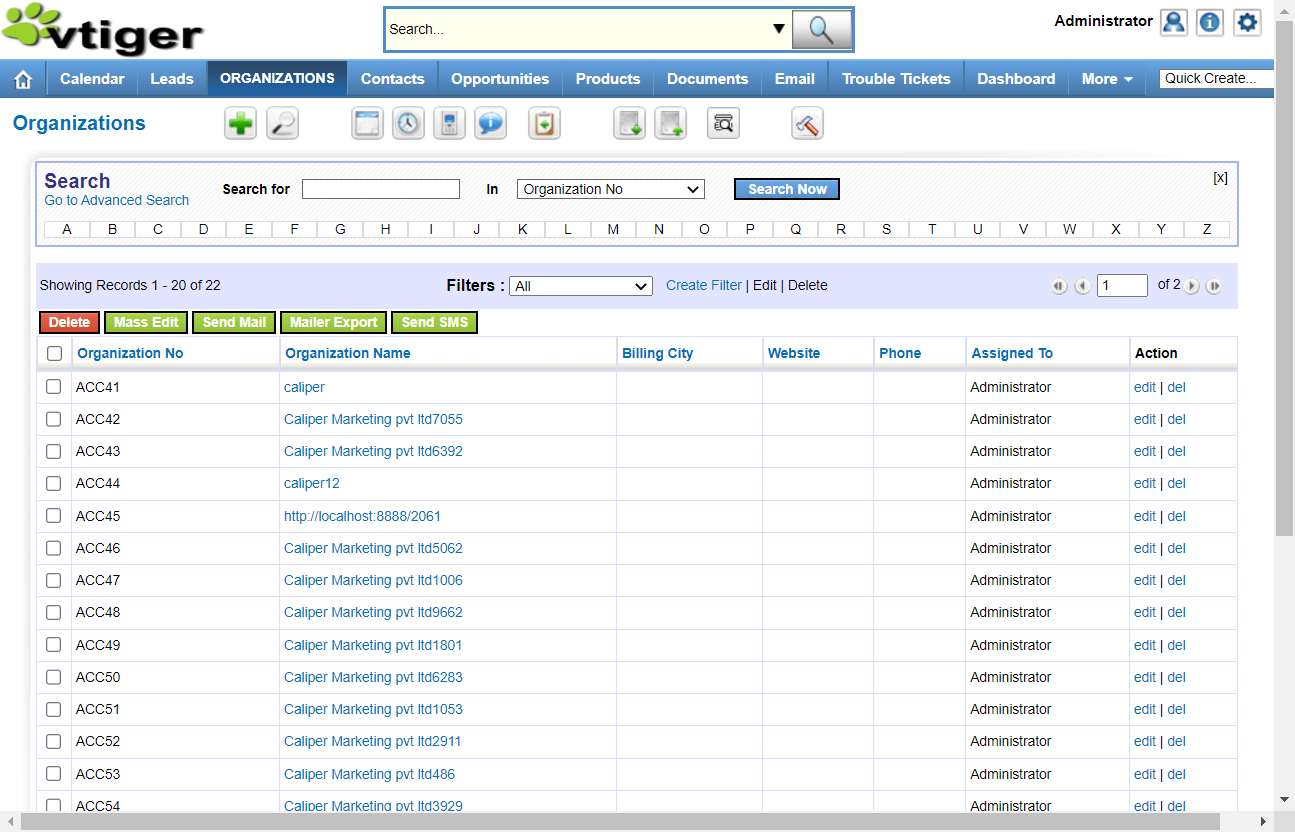 vtiger
Search...
Administrator
Calendar Leads ORGANIZATIONS Contacts Opportunities Products Documents Email Trouble Tickets Dashboard More Quick Create...
Organizations
Search
Go to Advanced Search
Search for In Organization No Search Now [x]
A B C D E F G H I J K L M N O P Q R S T U V W X Y Z
Showing Records 1 - 20 of 22 Filters : All Create Filter | Edit | Delete 1 of 2
Delete Mass Edit Send Mail Mailer Export Send SMS
Organization No Organization Name Billing City Website Phone Assigned To Action
ACC41 caliper Administrator edit | del
ACC42 Caliper Marketing pvt ltd7055 Administrator edit | del
ACC43 Caliper Marketing pvt ltd6392 Administrator edit | del
ACC44 caliper12 Administrator edit | del
ACC45 http://localhost:8888/2061 Administrator edit | del
ACC46 Caliper Marketing pvt ltd5062 Administrator edit | del
ACC47 Caliper Marketing pvt ltd1006 Administrator edit | del
ACC48 Caliper Marketing pvt ltd9662 Administrator edit | del
ACC49 Caliper Marketing pvt ltd1801 Administrator edit | del
ACC50 Caliper Marketing pvt ltd6283 Administrator edit | del
ACC51 Caliper Marketing pvt ltd1053 Administrator edit | del
ACC52 Caliper Marketing pvt ltd2911 Administrator edit | del
ACC53 Caliper Marketing pvt ltd486 Administrator edit | del
ACC54 Caliper Marketing pvt ltd3929 Administrator edit | del